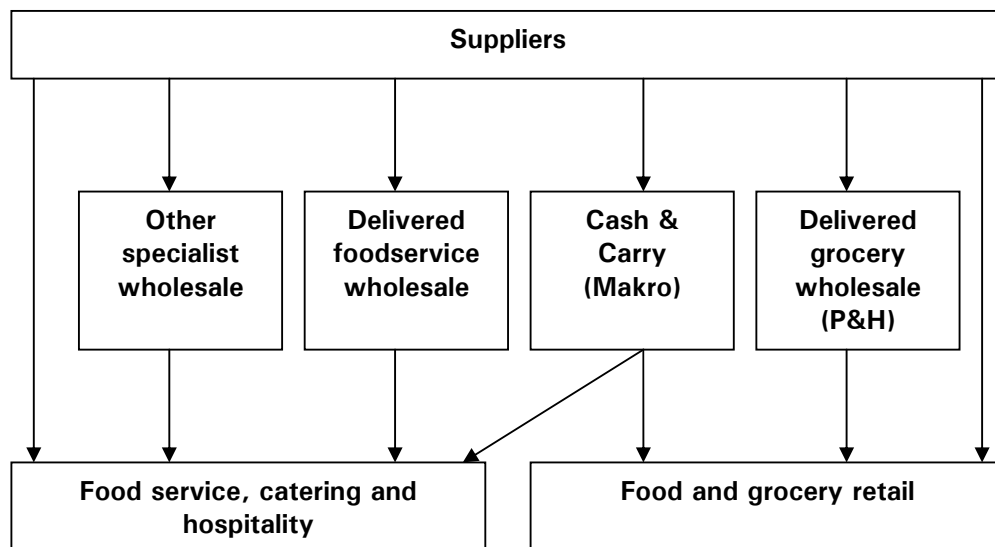 Suppliers
Other
specialist
wholesale
Delivered
foodservice
wholesale
Cash &
Carry
(Makro)
Delivered
grocery
wholesale
(P&H)
Food service, catering and
hospitality
Food and grocery retail